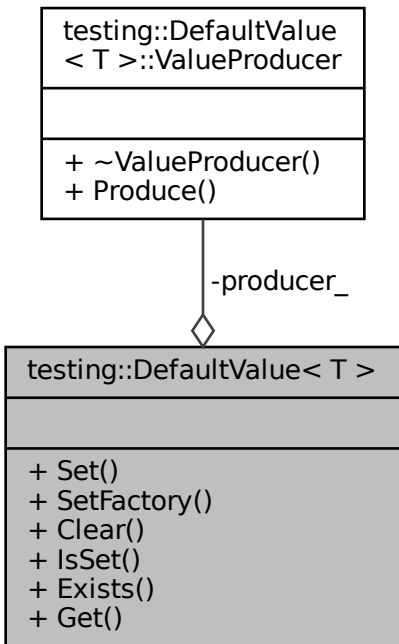 testing::DefaultValue
< T >::ValueProducer
+ ~ValueProducer()
+ Produce()
-producer_
testing::DefaultValue< T >
+ Set()
+ SetFactory()
+ Clear()
+ IsSet()
+ Exists()
+ Get()